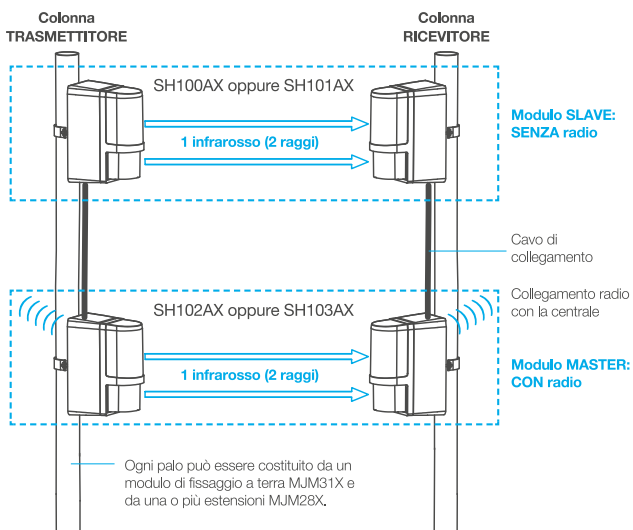 Colonna
TRASMETTITORE
Colonna
RICEVITORE
SH100AX oppure SH101AX
1 infrarosso (2 raggi)
Modulo SLAVE:
SENZA radio
Cavo di
collegamento
Collegamento radio
con la centrale
SH102AX oppure SH103AX
1 infrarosso (2 raggi)
Modulo MASTER:
CON radio
Ogni palo può essere costituito da un
modulo di fissaggio a terra MJM31X e
da una o più estensioni MJM28X.